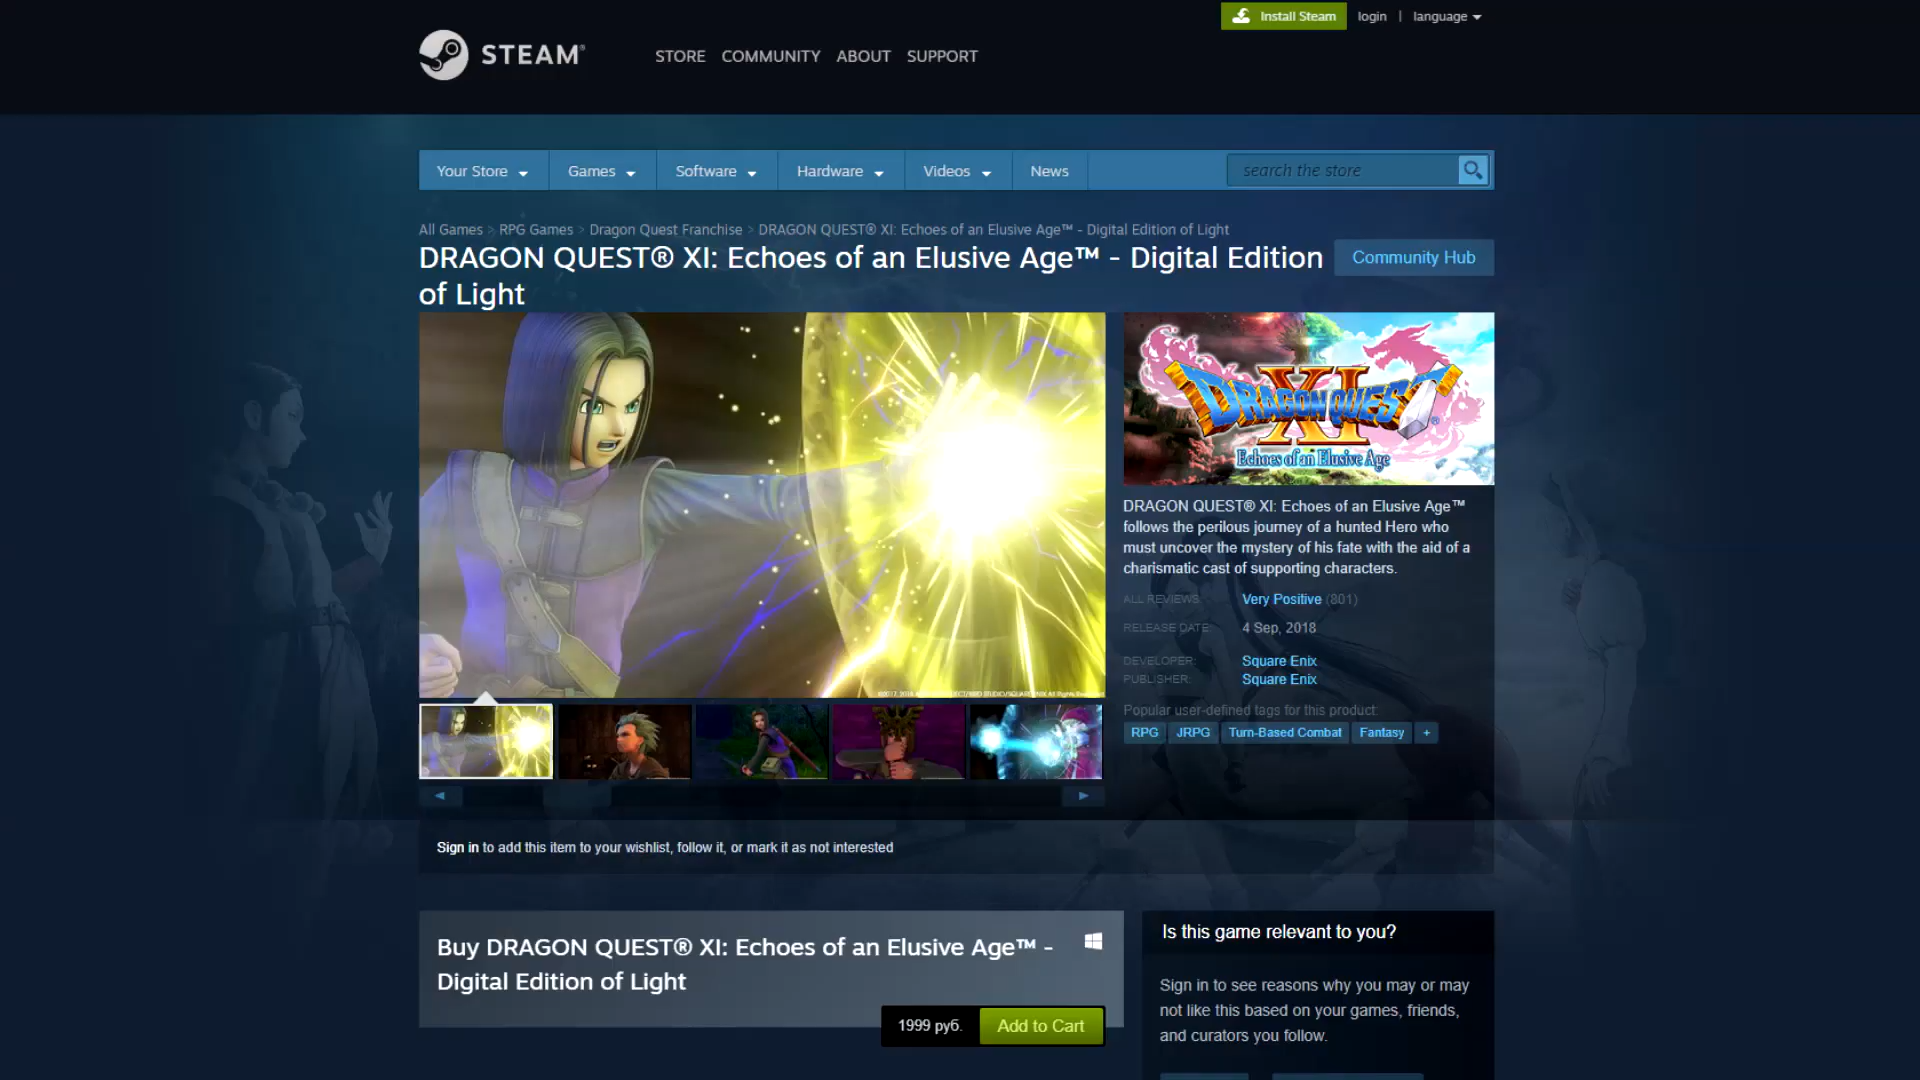 Install Steam login | language
STEAM®
STORE COMMUNITY ABOUT SUPPORT
Your Store Games Software Hardware Videos News search the store
All Games > RPG Games > Dragon Quest Franchise > DRAGON QUEST® XI: Echoes of an Elusive Age™ - Digital Edition of Light
DRAGON QUEST® XI: Echoes of an Elusive Age™ - Digital Edition
of Light
Community Hub
DRAGON QUEST®
XI
Echoes of an Elusive Age
DRAGON QUEST® XI: Echoes of an Elusive Age™
follows the perilous journey of a hunted Hero who
must uncover the mystery of his fate with the aid of a
charismatic cast of supporting characters.
ALL REVIEWS: Very Positive (801)
RELEASE DATE: 4 Sep, 2018
DEVELOPER: Square Enix
PUBLISHER: Square Enix
Popular user-defined tags for this product:
RPG JRPG Turn-Based Combat Fantasy +
Sign in to add this item to your wishlist, follow it, or mark it as not interested
Buy DRAGON QUEST® XI: Echoes of an Elusive Age™ -
Digital Edition of Light
1999 pуб. Add to Cart
Is this game relevant to you?
Sign in to see reasons why you may or may
not like this based on your games, friends,
and curators you follow.